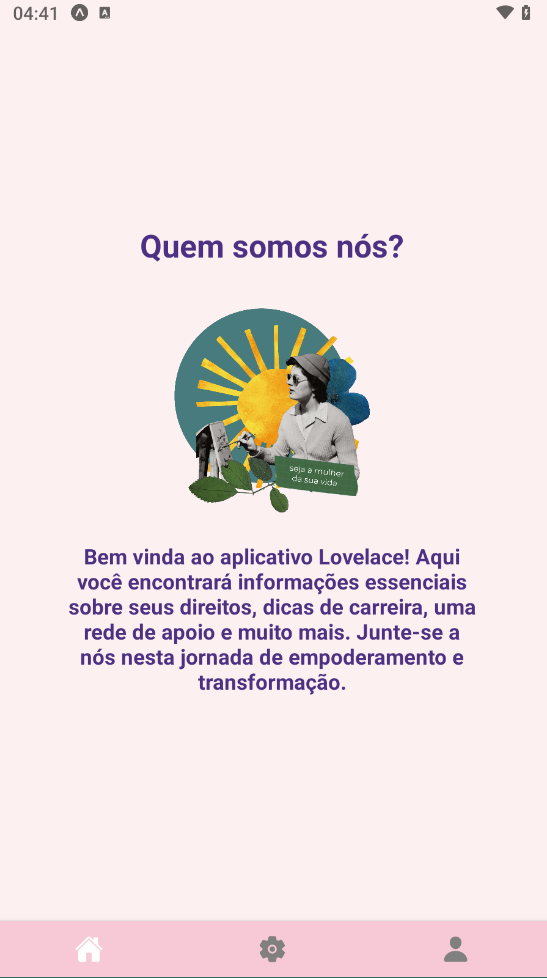 04:41
Quem somos nós?
seja a mulher
da sua vida
Bem vinda ao aplicativo Lovelace! Aqui
você encontrará informações essenciais
sobre seus direitos, dicas de carreira, uma
rede de apoio e muito mais. Junte-se a
nós nesta jornada de empoderamento e
transformação.